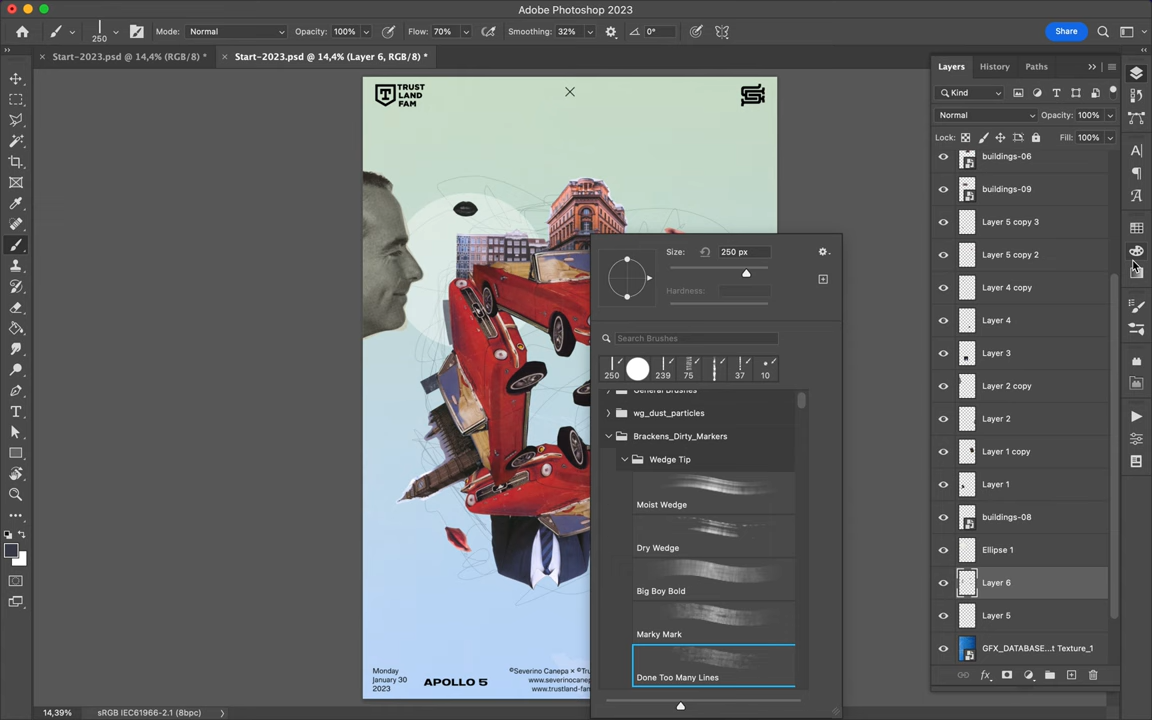 Adobe Photoshop 2023
250
Mode: Normal Opacity: 100% Flow: 70% Smoothing: 32% 0° Share
Start-2023.psd @ 14,4% (RGB/8) * Start-2023.psd @ 14,4% (Layer 6, RGB/8) *
Layers History Paths
Kind
Normal Opacity: 100%
Lock: Fill: 100%
buildings-06
buildings-09
Layer 5 copy 3
Layer 5 copy 2
Layer 4 copy
Layer 4
Layer 3
Layer 2 copy
Layer 2
Layer 1 copy
Layer 1
buildings-08
Ellipse 1
Layer 6
Layer 5
GFX_DATABASE...t Texture_1
TRUST
LAND
FAM
Size: 250 px
Hardness:
Search Brushes
250 239 75 37 10
General Brushes
wg_dust_particles
Brackens_Dirty_Markers
Wedge Tip
Moist Wedge
Dry Wedge
Big Boy Bold
Marky Mark
Done Too Many Lines
Monday
January 30
2023
APOLLO 5
©Severino Canepa × ©Tru
www.severinocane
www.trustland-fan
14,39% sRGB IEC61966-2.1 (8bpc)